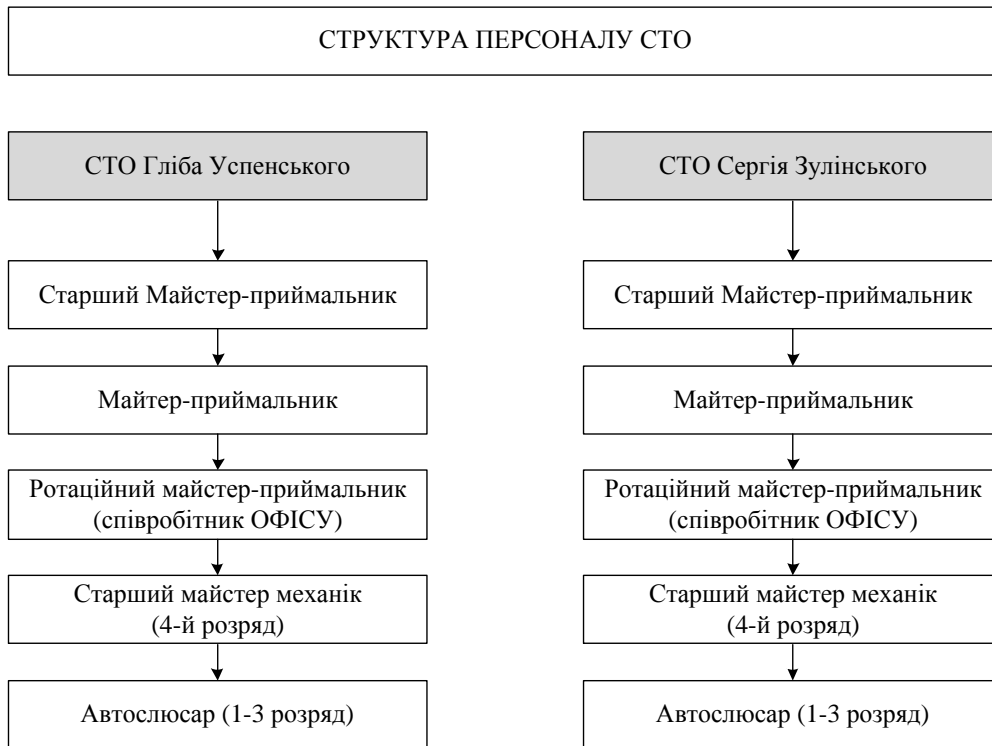 СТРУКТУРА ПЕРСОНАЛУ СТО
СТО Гліба Успенського
Старший Майстер-приймальник
Майтер-приймальник
Ротаційний майстер-приймальник
(співробітник ОФІСУ)
Старший майстер механік
(4-й розряд)
Автослюсар (1-3 розряд)
СТО Сергія Зулінського
Старший Майстер-приймальник
Майтер-приймальник
Ротаційний майстер-приймальник
(співробітник ОФІСУ)
Старший майстер механік
(4-й розряд)
Автослюсар (1-3 розряд)